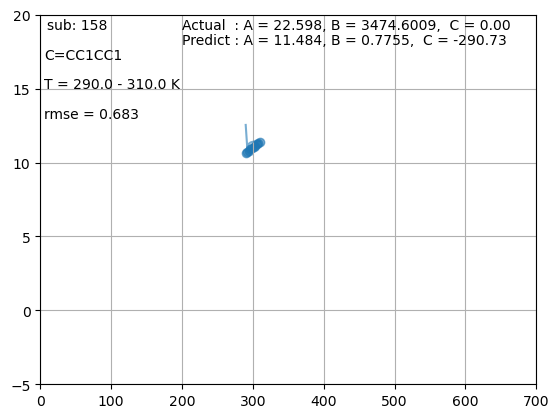 sub: 158
Actual  : A = 22.598, B = 3474.6009,  C = 0.00
Predict : A = 11.484, B = 0.7755,  C = -290.73
C=CC1CC1
T = 290.0 - 310.0 K
rmse = 0.683
20
15
10
5
0
−5
0 100 200 300 400 500 600 700